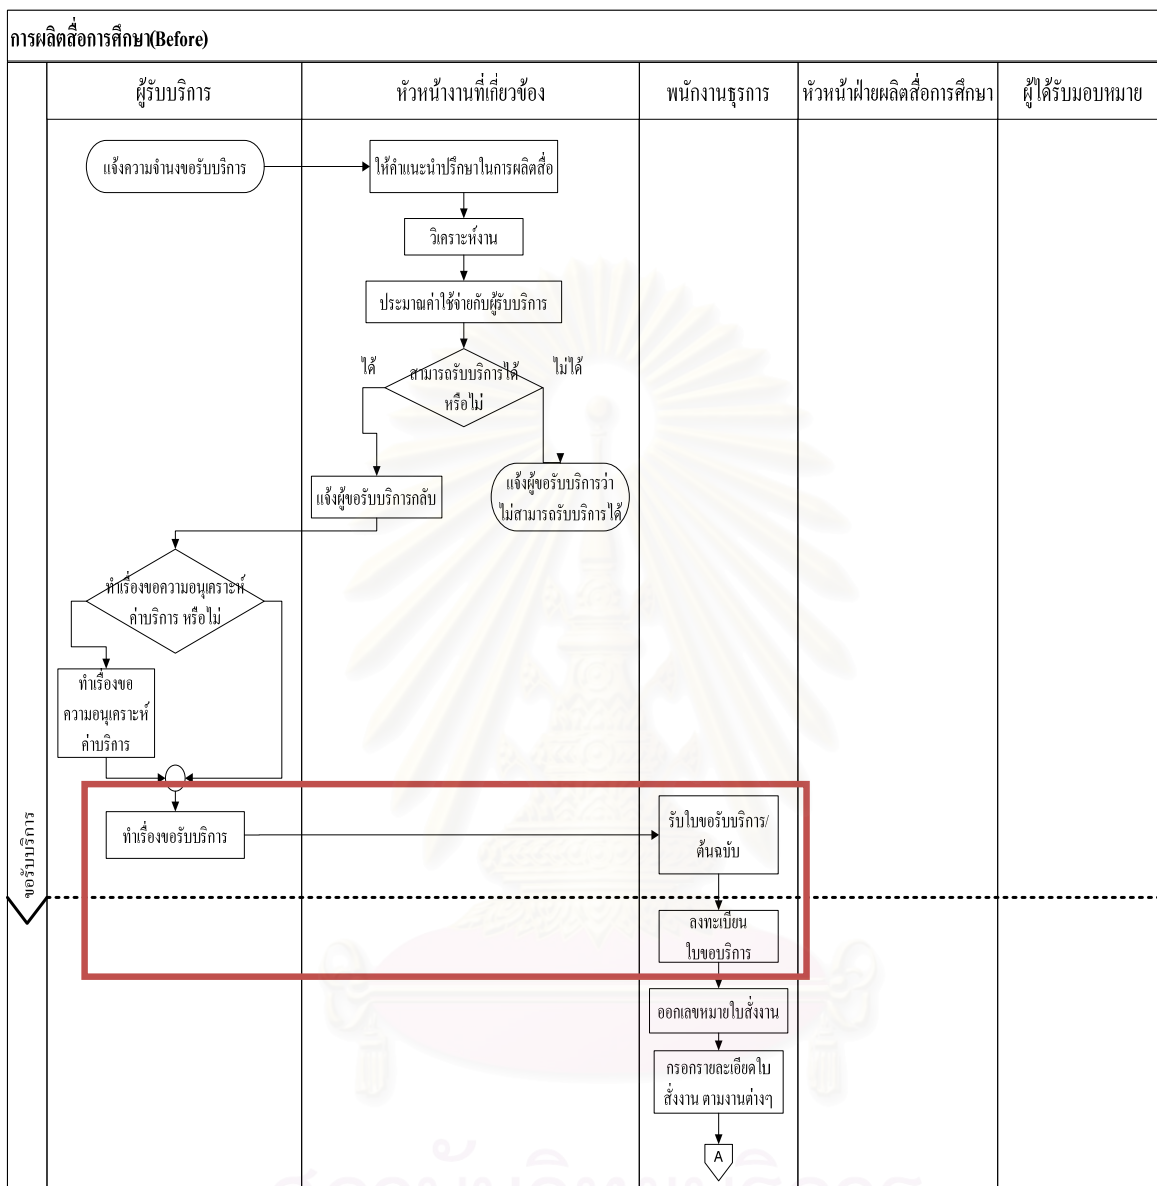 การผลิตสื่อการศึกษา(Before)
ผู้รับบริการ
หัวหน้างานที่เกี่ยวข้อง
พนักงานธุรการ
หัวหน้าฝ่ายผลิตสื่อการศึกษา
ผู้ได้รับมอบหมาย
แจ้งความจำนงขอรับบริการ
ให้คำแนะนำปรึกษาในการผลิตสื่อ
วิเคราะห์งาน
ประมาณค่าใช้จ่ายกับผู้รับบริการ
ได้
สามารถรับบริการได้
หรือไม่
ไม่ได้
แจ้งผู้ขอรับบริการกลับ
แจ้งผู้ขอรับบริการว่า
ไม่สามารถรับบริการได้
ทำเรื่องขอความอนุเคราะห์
ค่าบริการ หรือไม่
ทำเรื่องขอ
ความอนุเคราะห์
ค่าบริการ
ทำเรื่องขอรับบริการ
รับใบขอรับบริการ/
ต้นฉบับ
ขอรับบริการ
ลงทะเบียน
ใบขอบริการ
ออกเลขหมายใบสั่งงาน
กรอกรายละเอียดใบ
สั่งงาน ตามงานต่างๆ
A